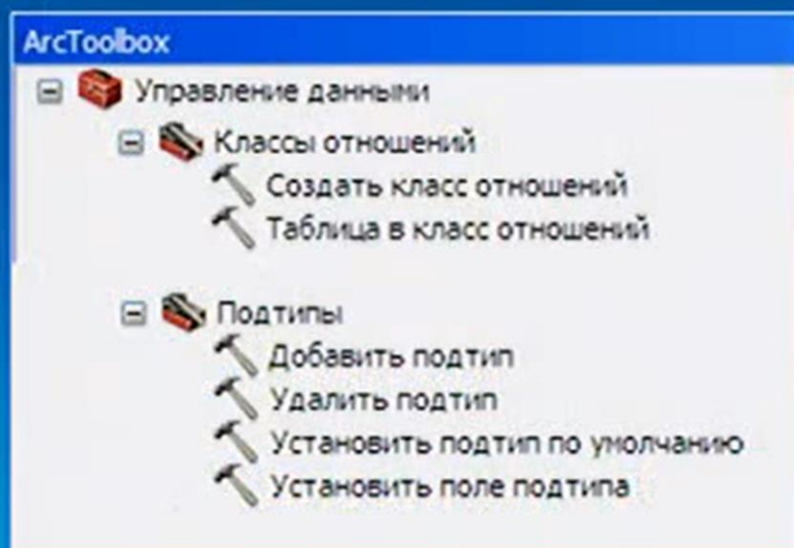 ArcToolbox
Управление данными
Классы отношений
Создать класс отношений
Таблица в класс отношений
Подтипы
Добавить подтип
Удалить подтип
Установить подтип по умолчанию
Установить поле подтипа